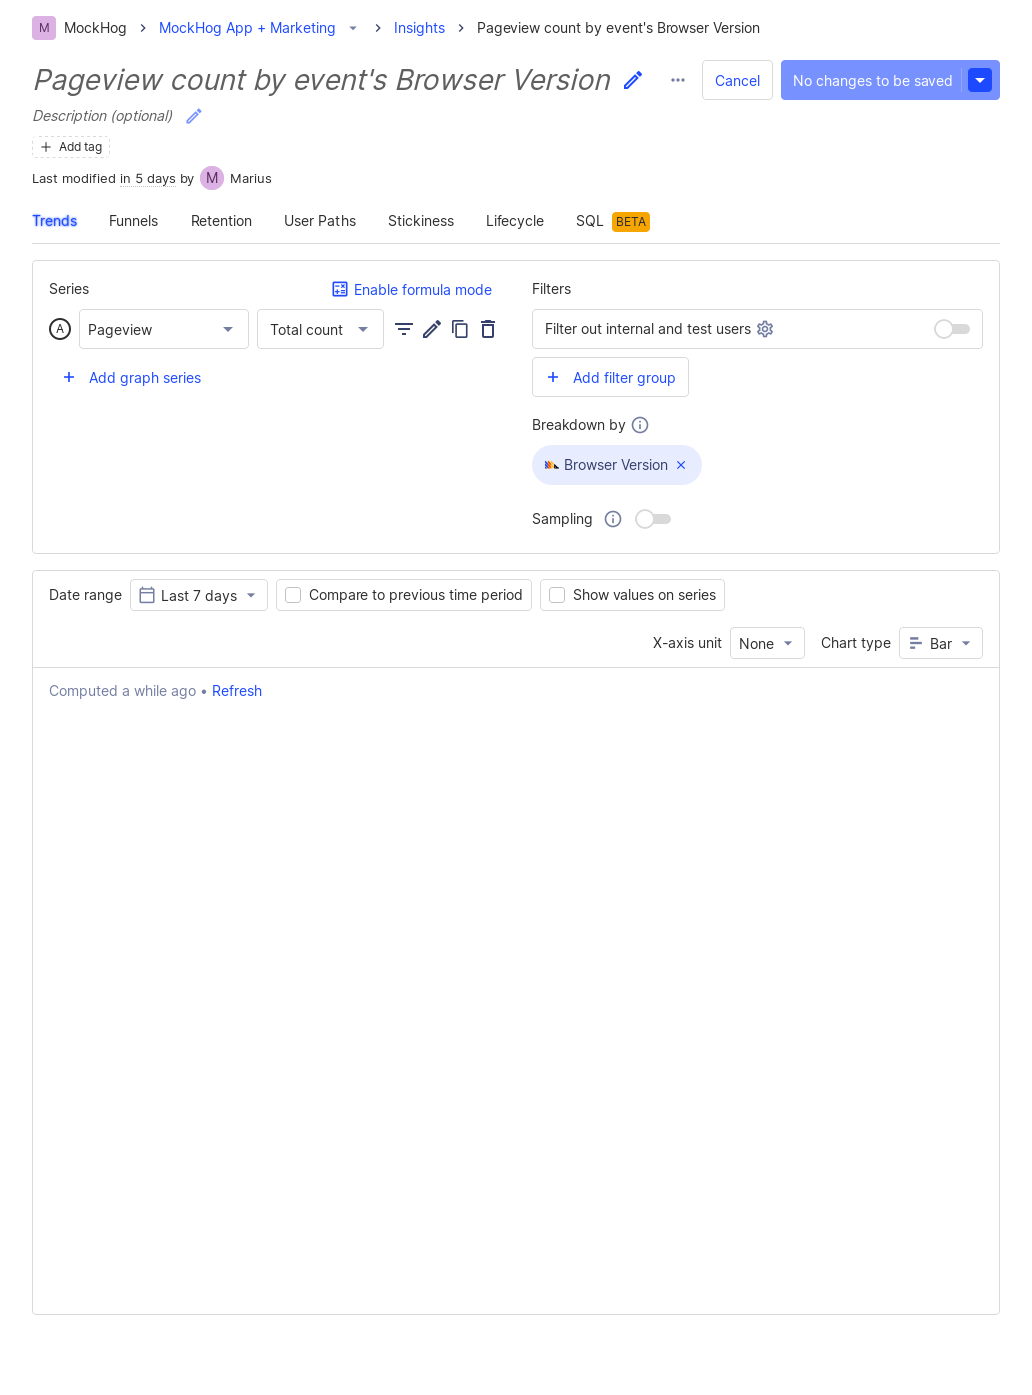 M MockHog MockHog App + Marketing Insights Pageview count by event's Browser Version
Pageview count by event's Browser Version
Cancel
No changes to be saved
Description (optional)
Add tag
Last modified in 5 days by M Marius
Trends Funnels Retention User Paths Stickiness Lifecycle SQL BETA
Series
Enable formula mode
A Pageview Total count
Add graph series
Filters
Filter out internal and test users
Add filter group
Breakdown by
Browser Version
Sampling
Date range Last 7 days Compare to previous time period Show values on series
X-axis unit None Chart type Bar
Computed a while ago • Refresh